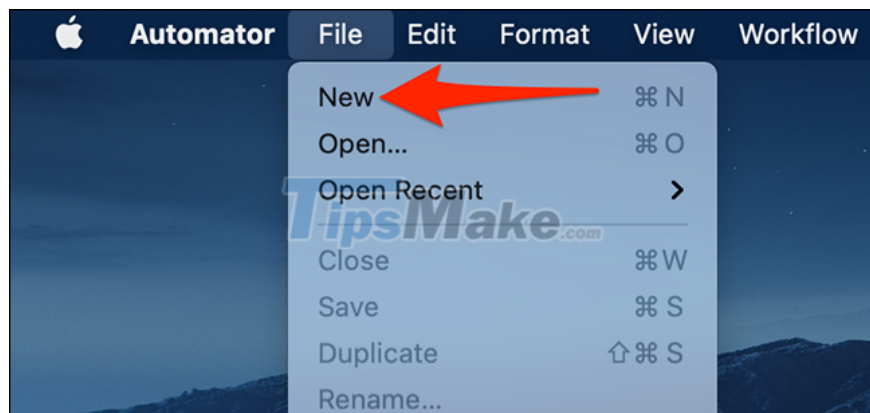 Automator File Edit Format View Workflow
New ⌘ N
Open... ⌘ O
Open Recent
TipsMake.com
Close ⌘ W
Save ⌘ S
Duplicate ⇧ ⌘ S
Rename...